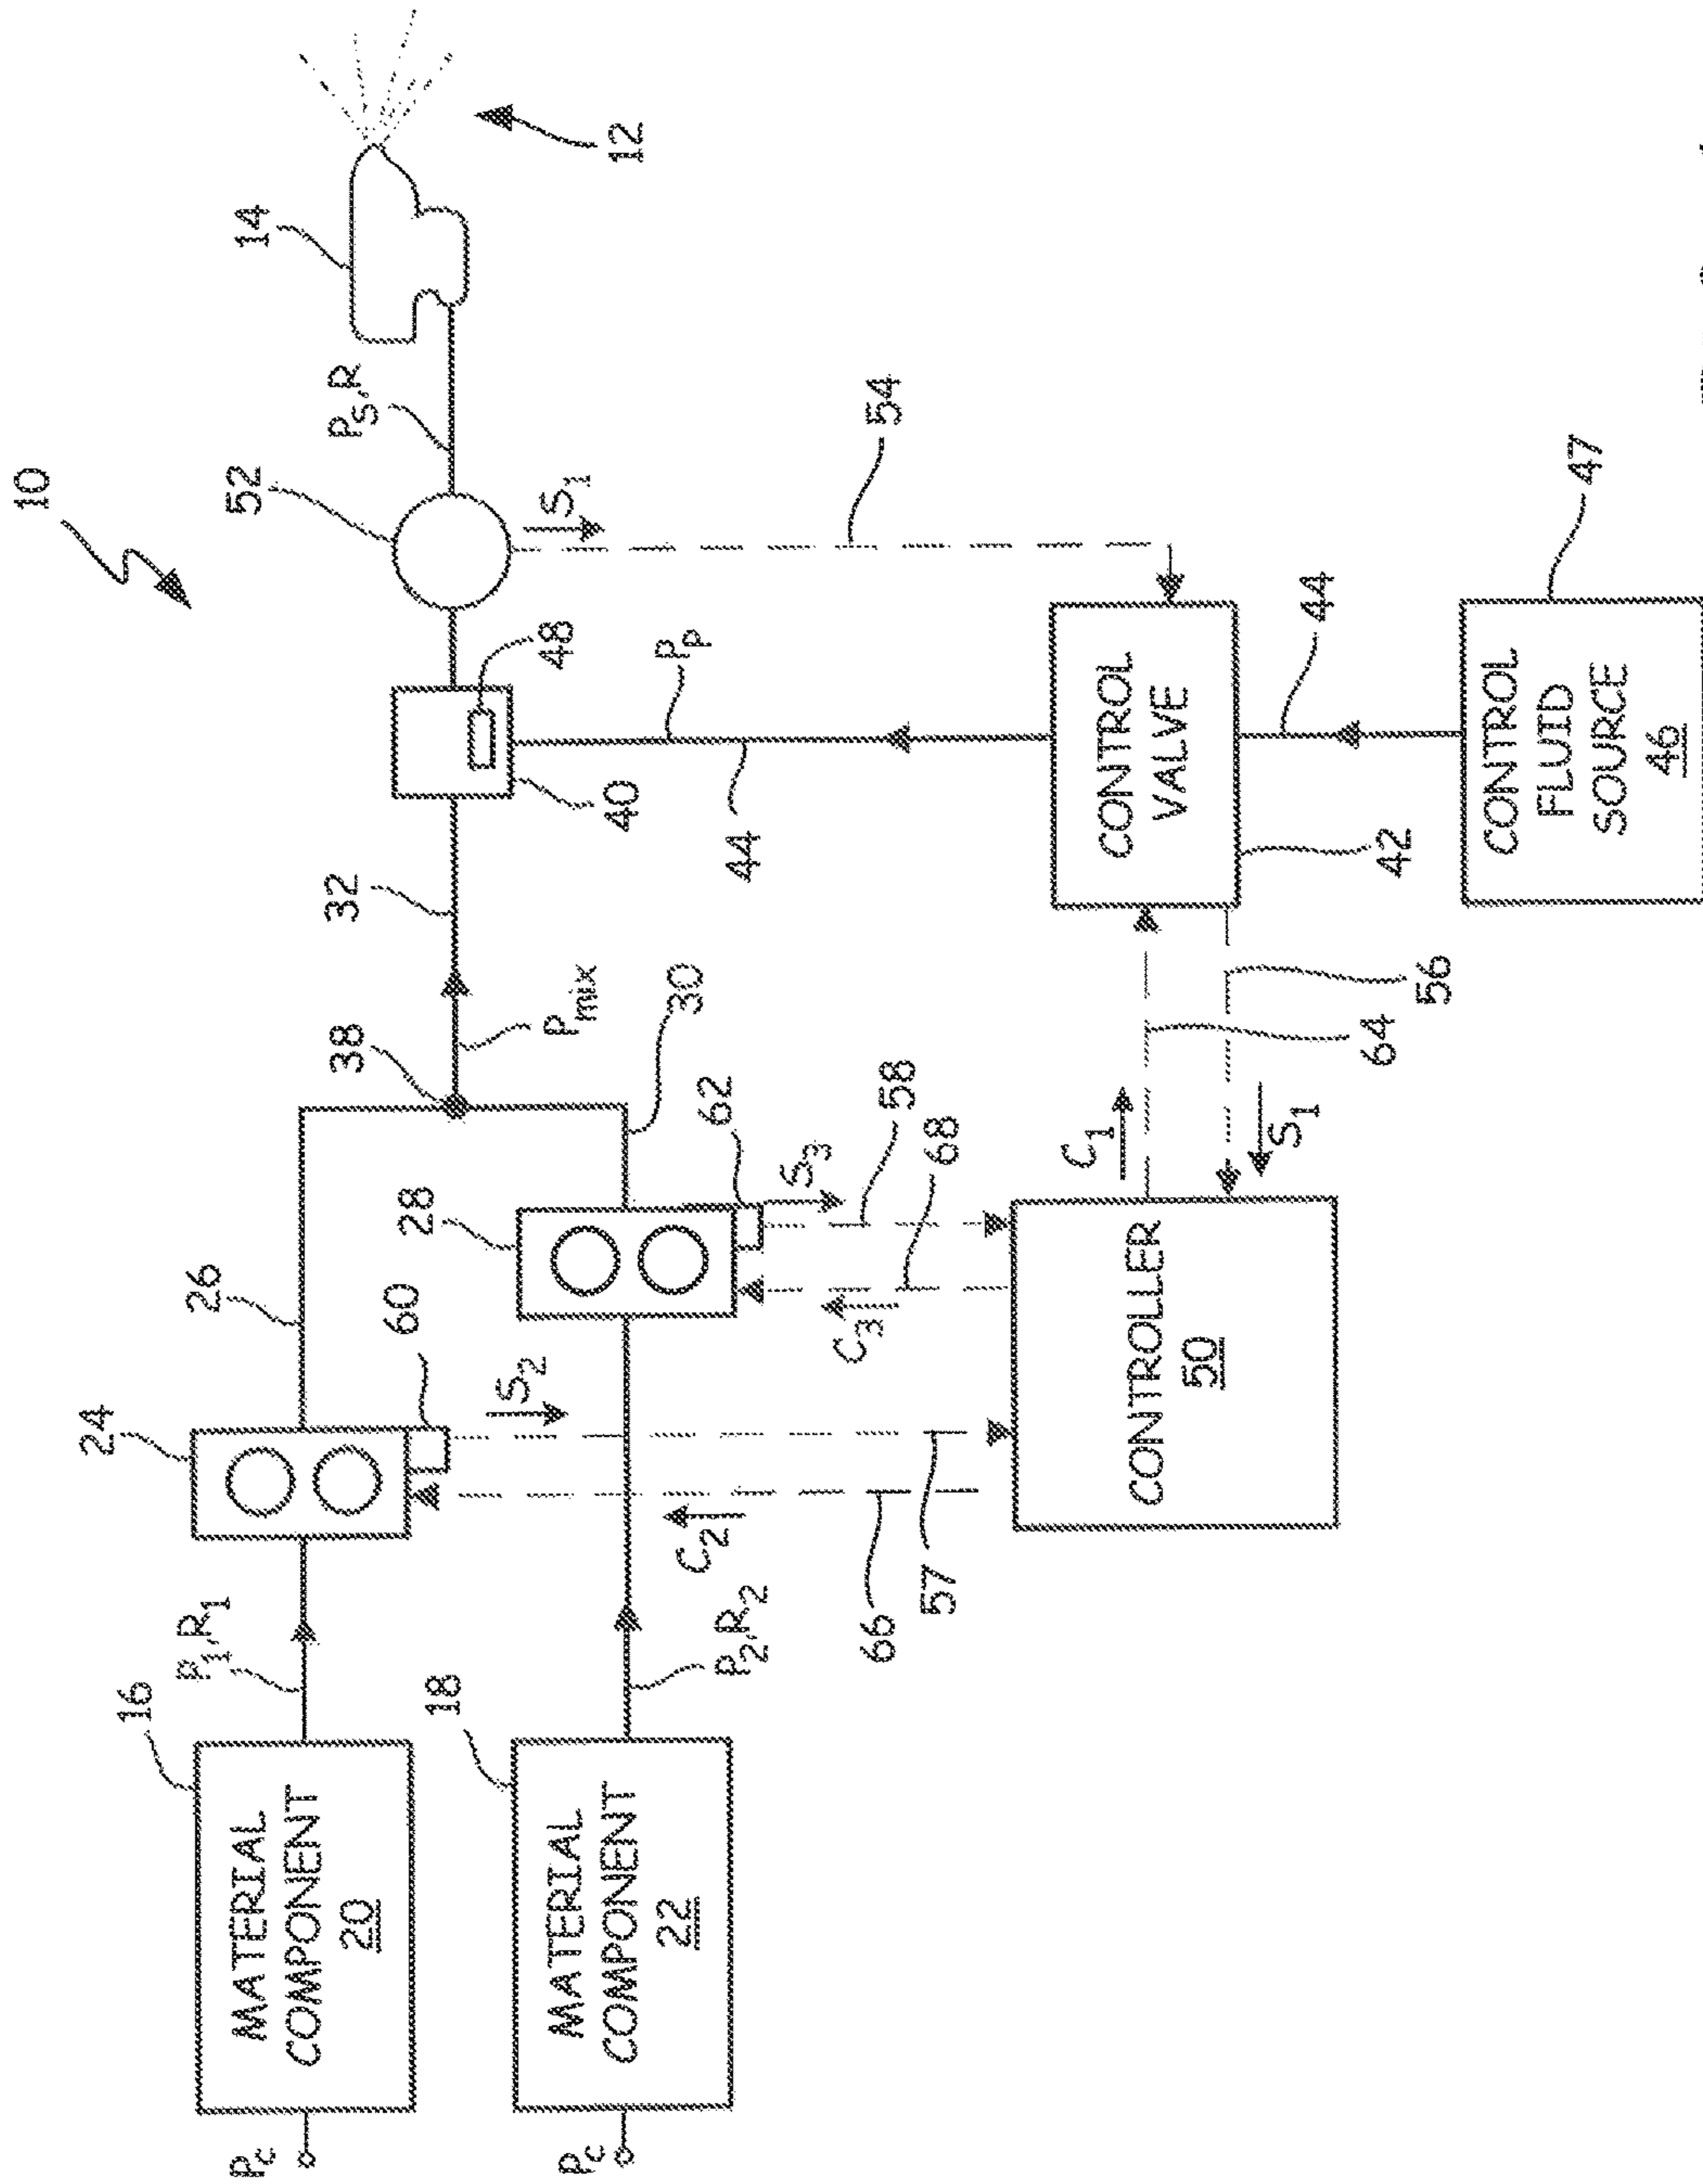 10
12
14
52
Pₛ,R
S₁
54
48
40
32
Pₘᵢₓ
38
30
Pₚ
44
CONTROL
VALVE
42
44
CONTROL
FLUID
SOURCE
46
47
26
24
60
28
62
S₂
S₃
58
68
C₃
C₂
66
57
C₁
64
56
S₁
CONTROLLER
50
16
P₁,R₁
MATERIAL
COMPONENT
20
P꜀
18
P₂,R₂
MATERIAL
COMPONENT
22
P꜀